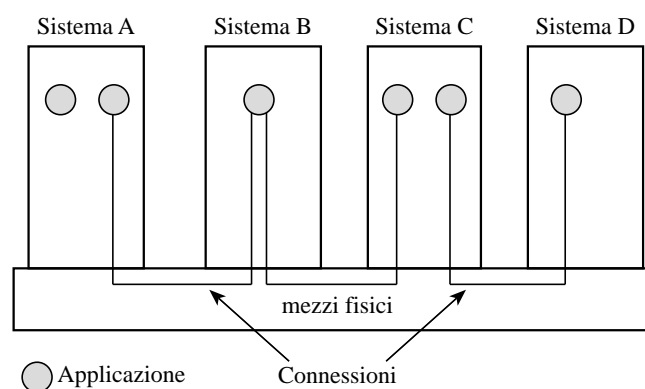 Sistema A
Sistema B
Sistema C
Sistema D
mezzi fisici
Applicazione
Connessioni